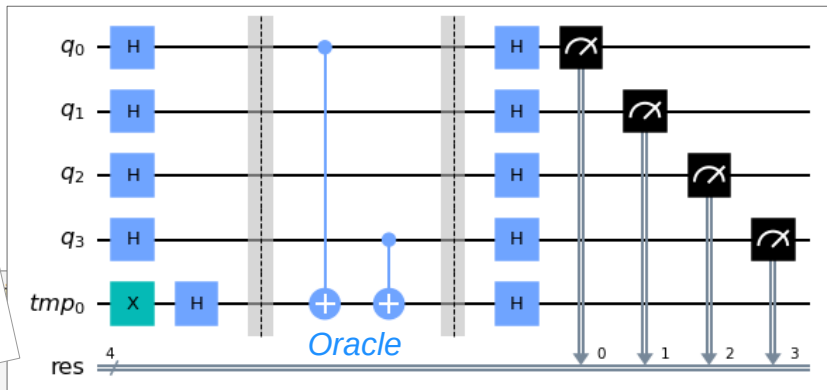 q0 H H
q1 H H
q2 H H
q3 H H
tmp0 X H H
Oracle
res 4 0 1 2 3